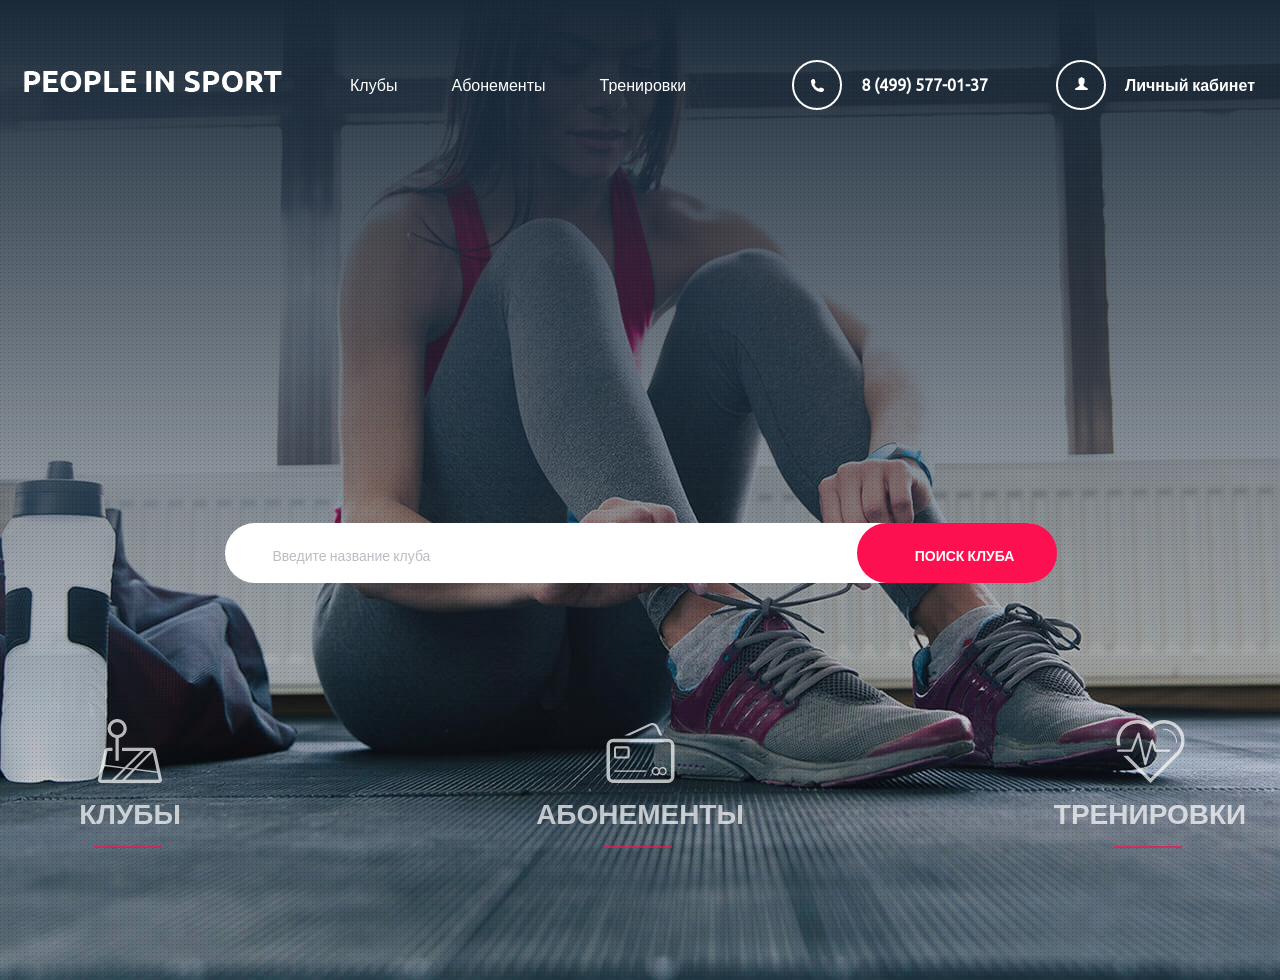 PEOPLE IN SPORT
Клубы
Абонементы
Тренировки
8 (499) 577-01-37
Личный кабинет
Введите название клуба
ПОИСК КЛУБА
КЛУБЫ
АБОНЕМЕНТЫ
ТРЕНИРОВКИ